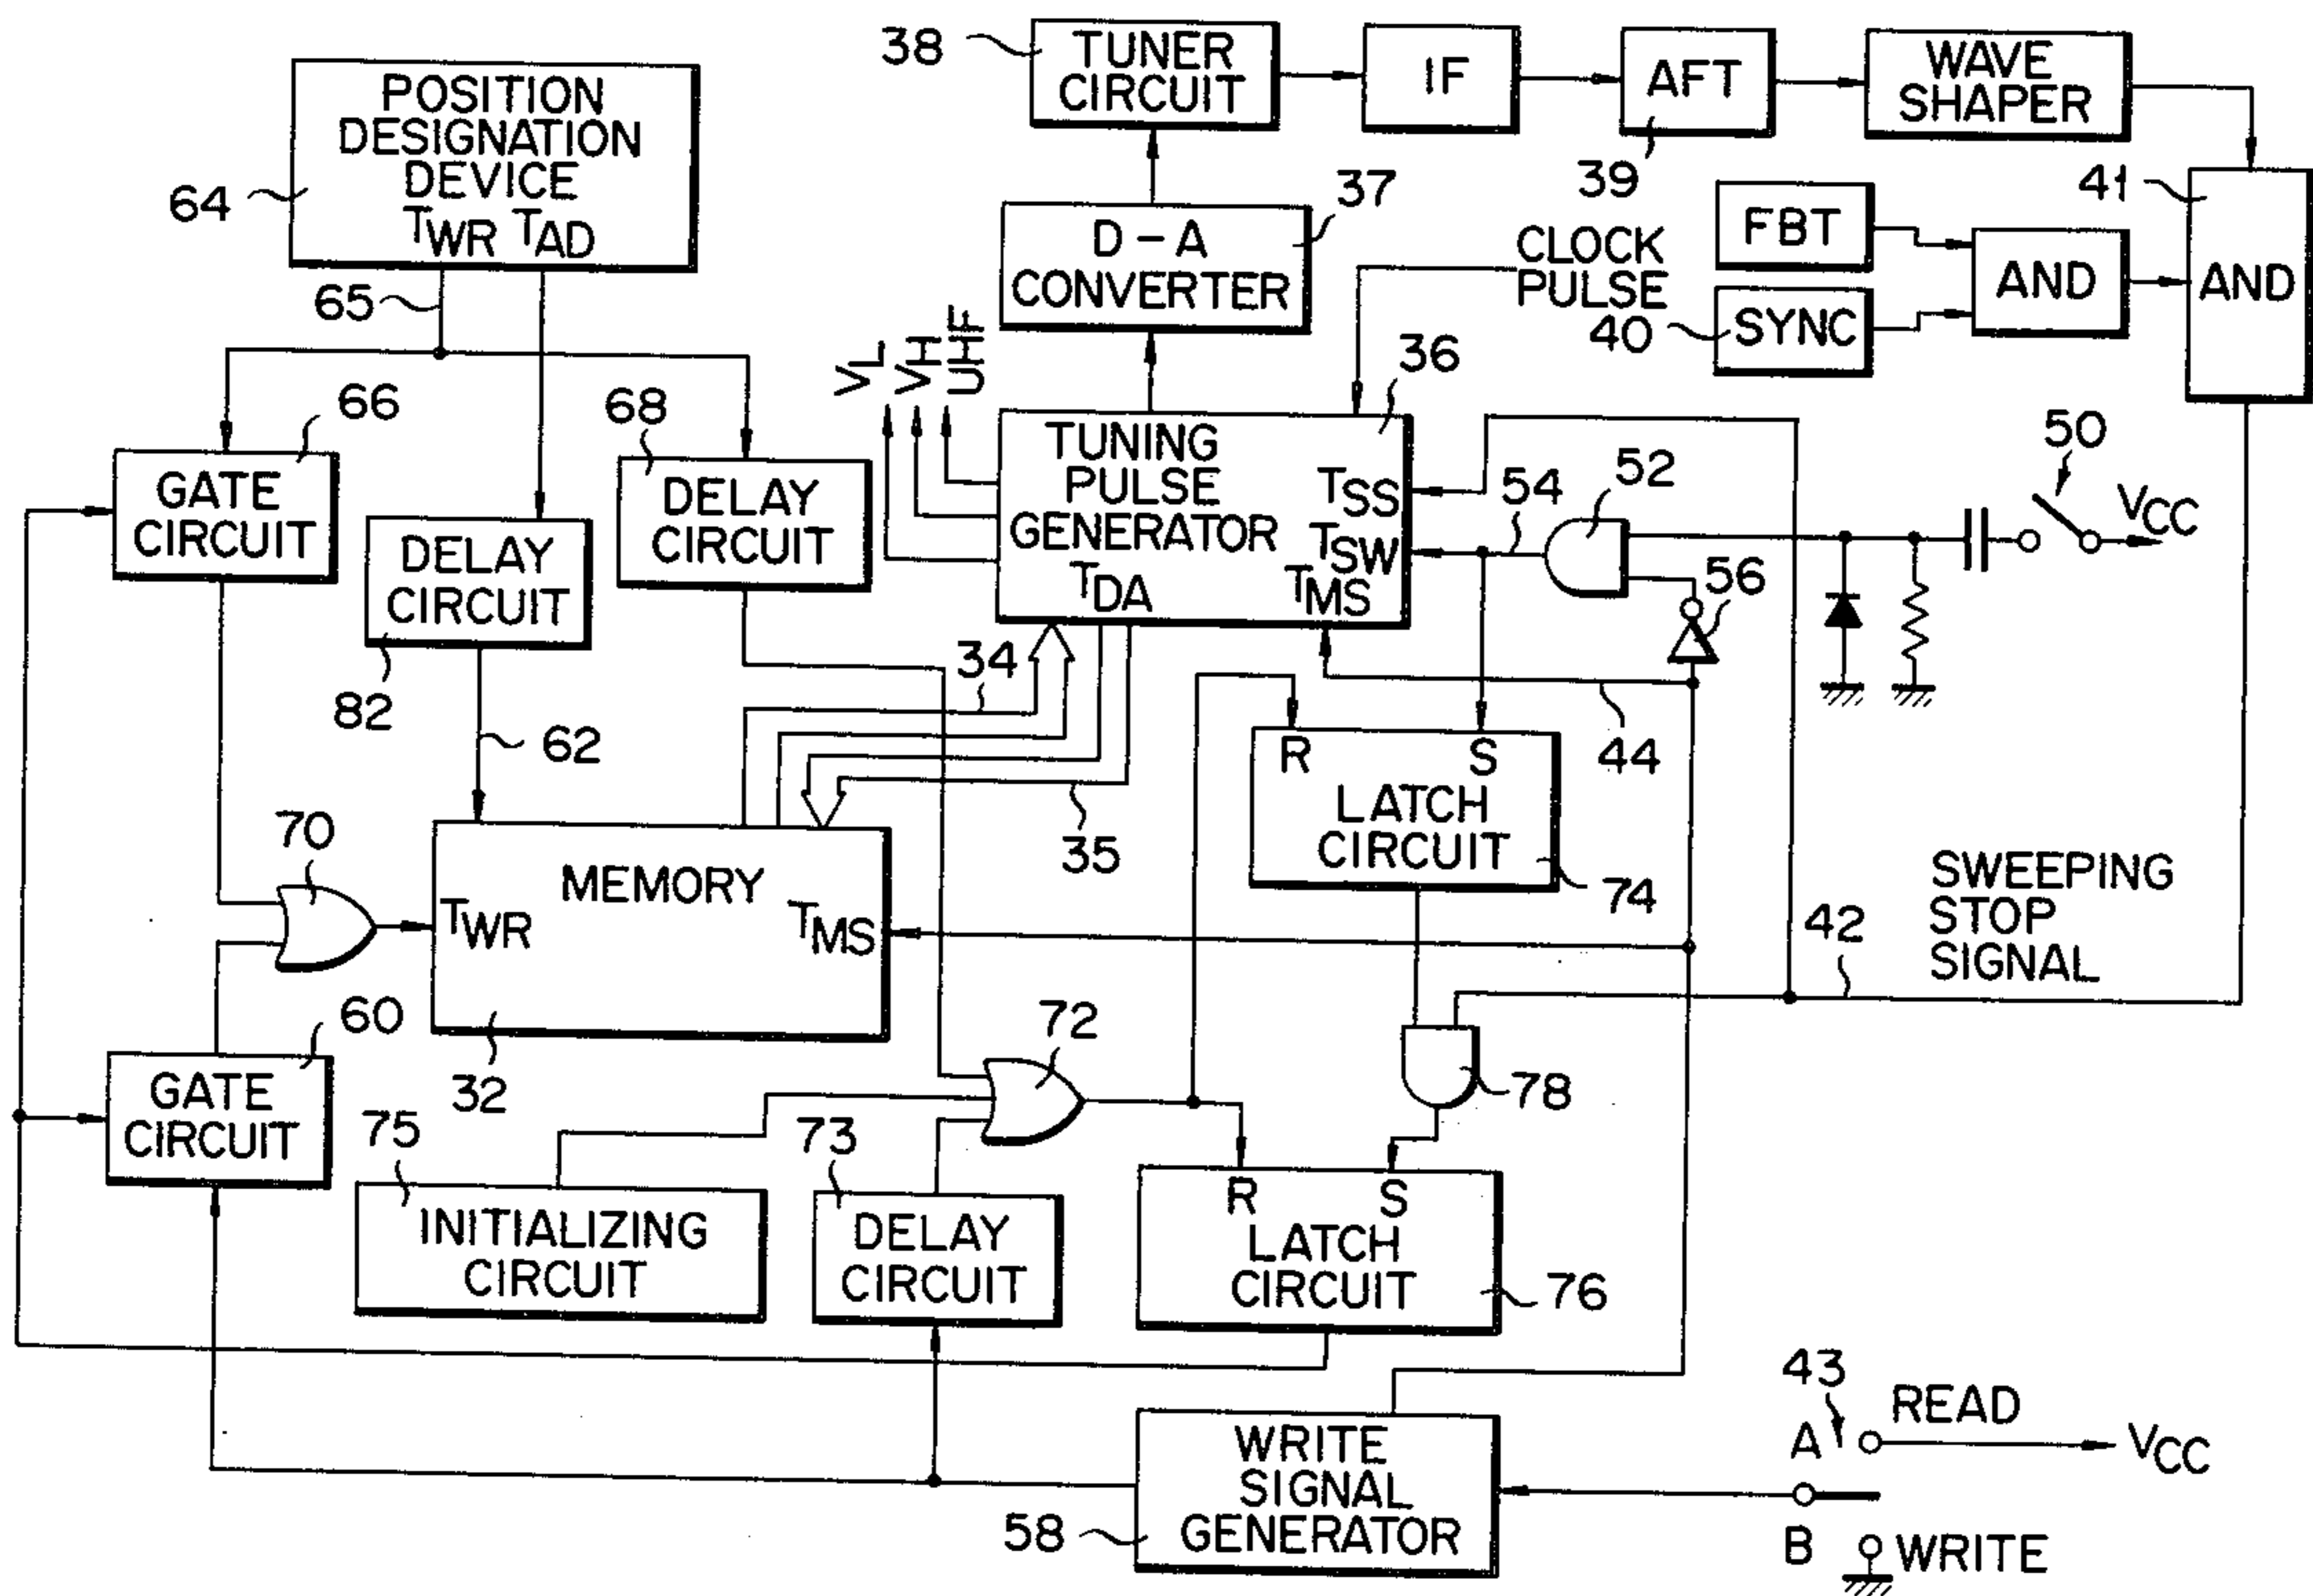 38
TUNER
CIRCUIT
IF
AFT
39
WAVE
SHAPER
POSITION
DESIGNATION
DEVICE
TWR TAD
64
65
37
D-A
CONVERTER
CLOCK
PULSE
FBT
40
SYNC
AND
41
AND
VL
VH
UHF
36
66
GATE
CIRCUIT
68
DELAY
CIRCUIT
DELAY
CIRCUIT
82
62
TUNING
PULSE
GENERATOR
TSS
TSW
TMS
TDA
54
52
50
VCC
56
34
35
44
R S
LATCH
CIRCUIT
74
70
MEMORY
TWR
TMS
32
42
SWEEPING
STOP
SIGNAL
60
GATE
CIRCUIT
72
78
75
INITIALIZING
CIRCUIT
73
DELAY
CIRCUIT
R S
LATCH
CIRCUIT
76
WRITE
SIGNAL
GENERATOR
58
43
READ
A
VCC
B
WRITE